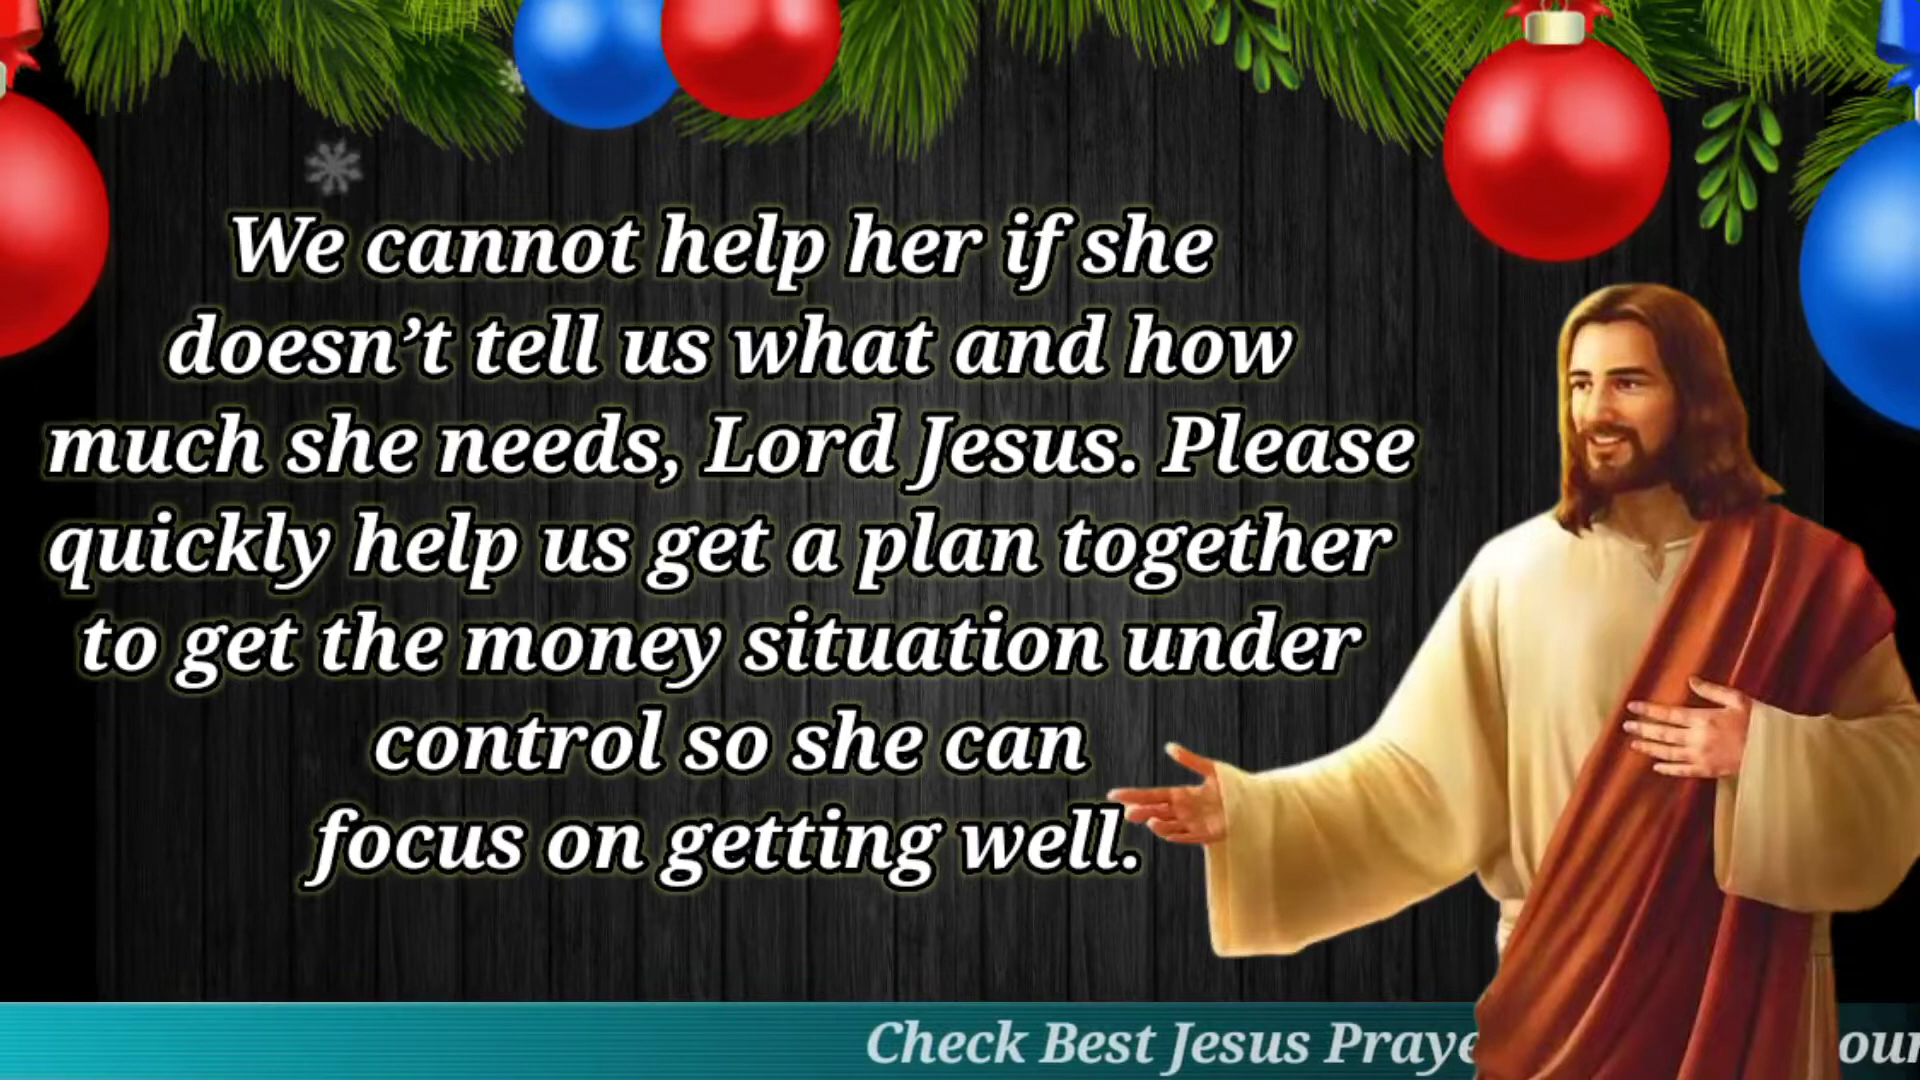 We cannot help her if she
doesn’t tell us what and how
much she needs, Lord Jesus. Please
quickly help us get a plan together
to get the money situation under
control so she can
focus on getting well.
Check Best Jesus